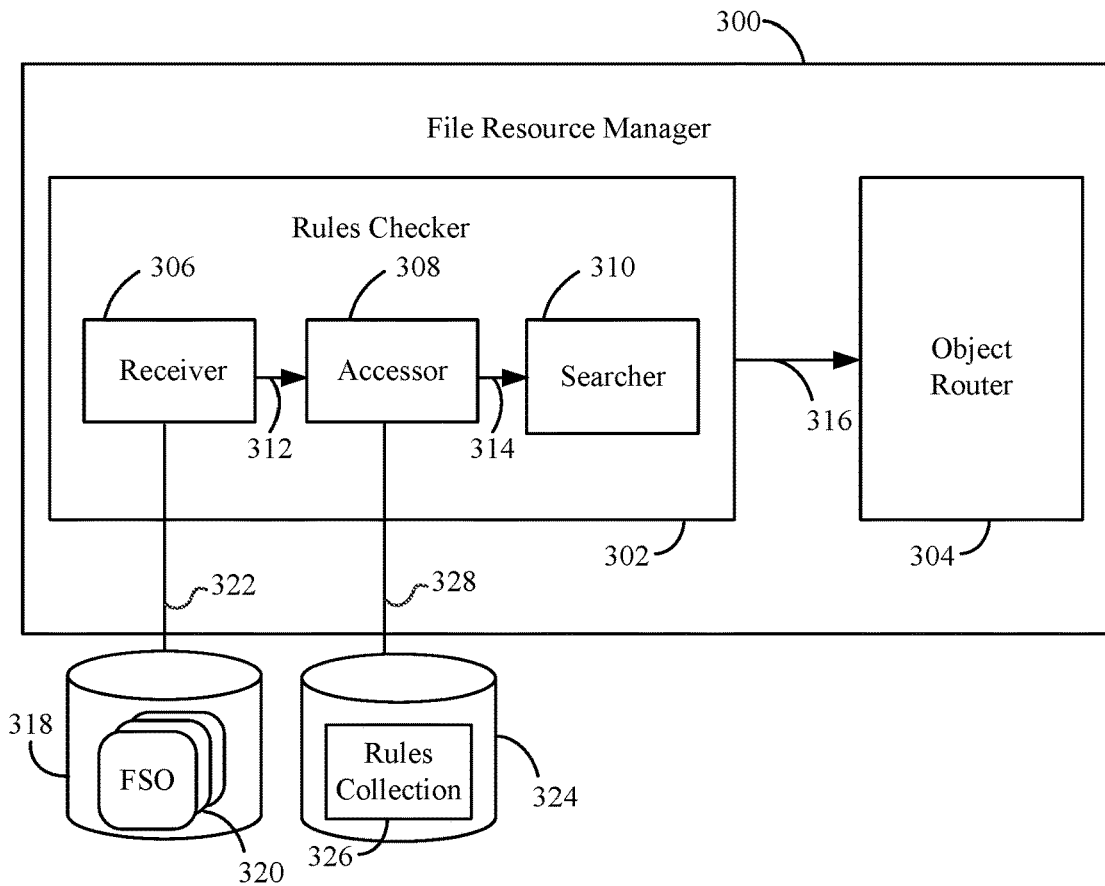 300
File Resource Manager
Rules Checker
306
308
310
Receiver
Accessor
Searcher
Object
Router
312
314
316
302
304
322
328
318
FSO
320
Rules
Collection
326
324